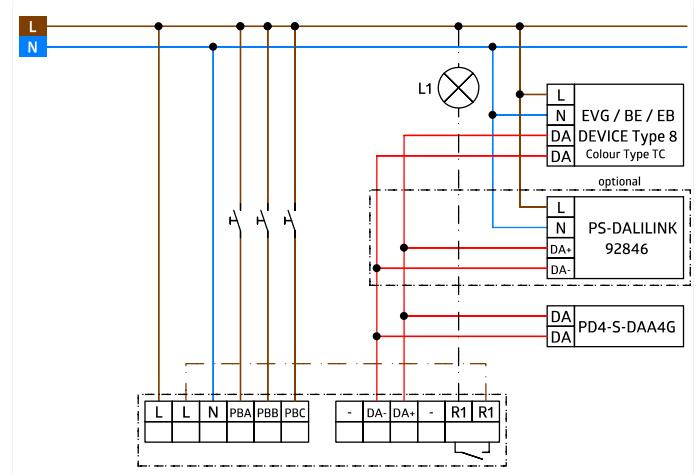 L
N
L1
L
N
DA
DA
EVG / BE / EB
DEVICE Type 8
Colour Type TC
optional
L
N
DA+
DA-
PS-DALILINK
92846
DA
DA
PD4-S-DAA4G
L L N PBA PBB PBC - DA- DA+ - R1 R1